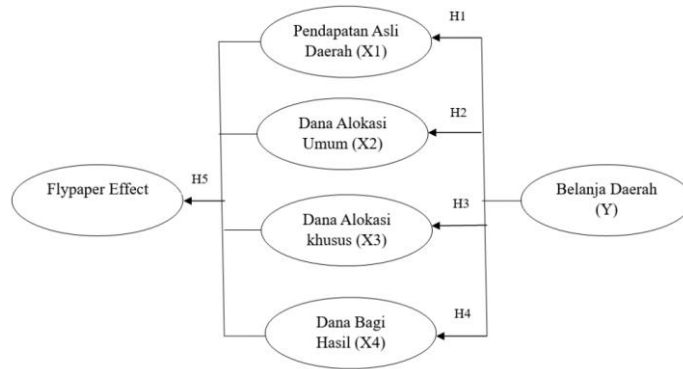 H1
Pendapatan Asli
Daerah (X1)
H2
Dana Alokasi
Umum (X2)
Flypaper Effect
H5
H3
Dana Alokasi
khusus (X3)
Belanja Daerah
(Y)
H4
Dana Bagi
Hasil (X4)